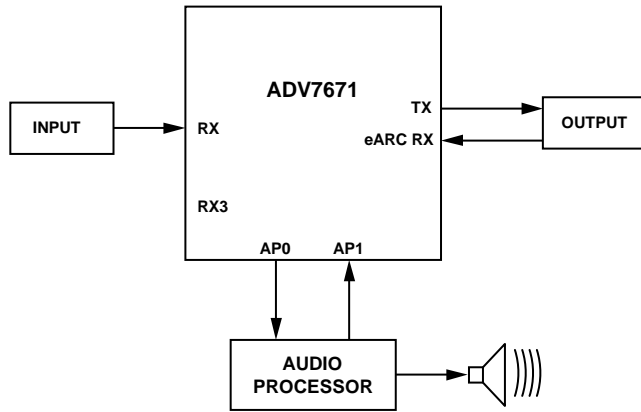 ADV7671
INPUT
RX
TX
OUTPUT
eARC RX
RX3
AP0
AP1
AUDIO
PROCESSOR